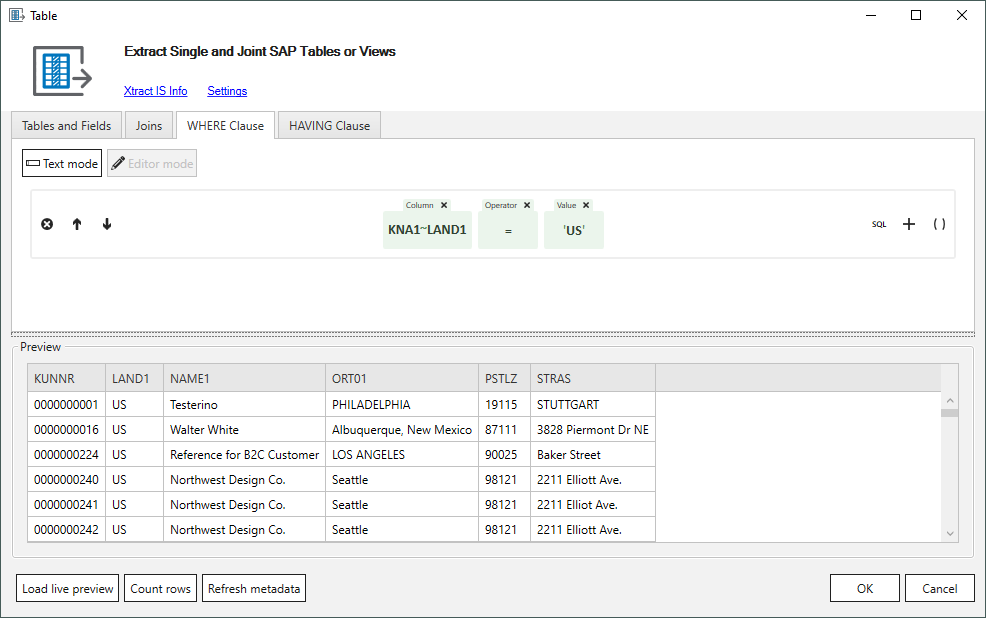 Table
Extract Single and Joint SAP Tables or Views
Xtract IS Info Settings
Tables and Fields Joins WHERE Clause HAVING Clause
Text mode Editor mode
Column Operator Value
KNA1~LAND1 = 'US' SQL + ( )
Preview
KUNNR LAND1 NAME1 ORT01 PSTLZ STRAS
0000000001 US Testerino PHILADELPHIA 19115 STUTTGART
0000000016 US Walter White Albuquerque, New Mexico 87111 3828 Piermont Dr NE
0000000224 US Reference for B2C Customer LOS ANGELES 90025 Baker Street
0000000240 US Northwest Design Co. Seattle 98121 2211 Elliott Ave.
0000000241 US Northwest Design Co. Seattle 98121 2211 Elliot Ave.
0000000242 US Northwest Design Co. Seattle 98121 2211 Elliott Ave.
Load live preview Count rows Refresh metadata OK Cancel